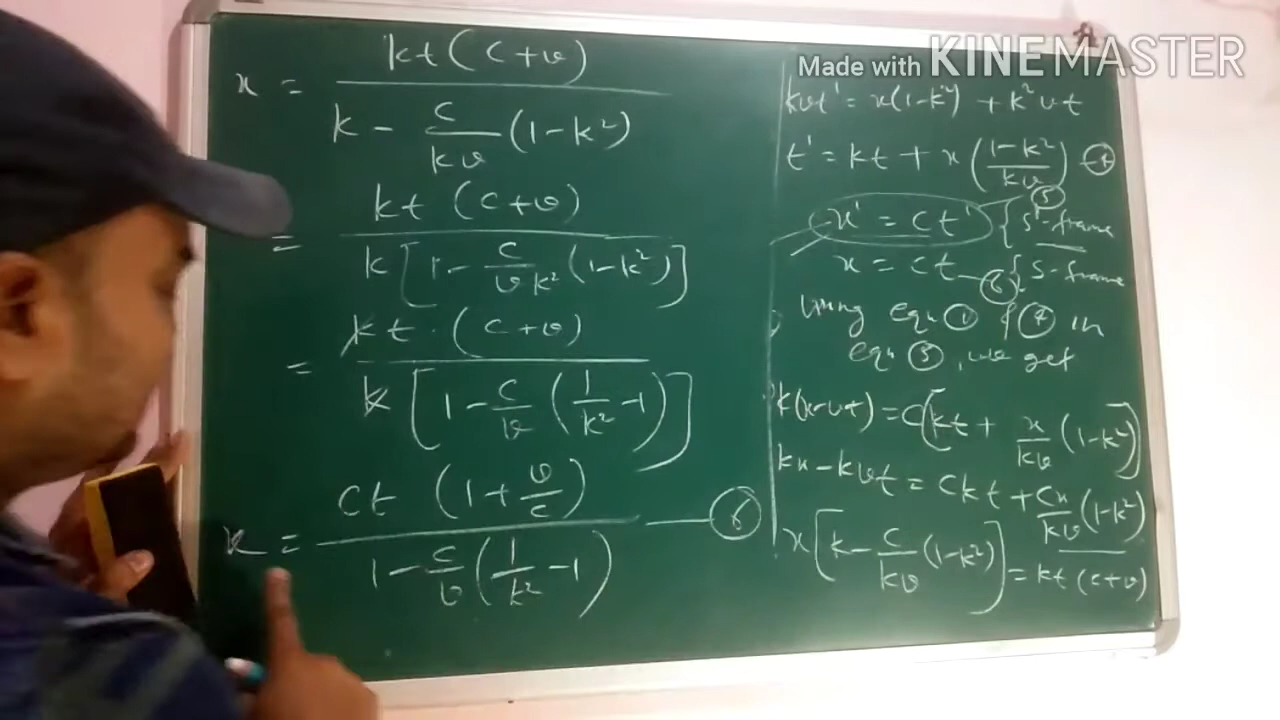 Made with KINEMASTER
x = kt(c+v) / k - c/kv (1-k²)
= kt (c+v) / k[1 - c/vk² (1-k²)]
= kt · (c+v) / k[1 - c/v (1/k² -1)]
x = ct (1+v/c) / 1 - c/v (1/k² -1) — ⑥
kvt' = x(1-k²) + k²vt
t' = kt + x (1-k²/kv) — ④
x' = ct' — ⑤ { S'-frame
x = ct — ⑥ { S-frame
Using equ ① & ④ in
equ ⑤, we get
k(x-vt) = c[kt + x/kv (1-k²)]
kx - kvt = ckt + cx/kv (1-k²)
x[k - c/kv (1-k²)] = kt (c+v)